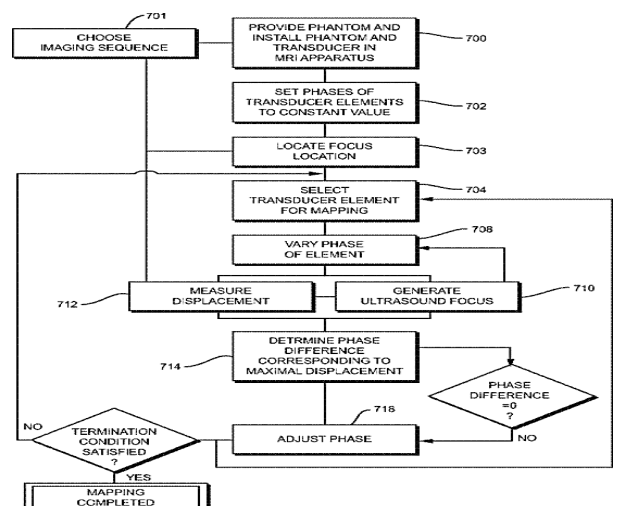 701
CHOOSE
IMAGING SEQUENCE
PROVIDE PHANTOM AND
INSTALL PHANTOM AND
TRANSDUCER IN
MRI APPARATUS
700
SET PHASES OF
TRANSDUCER ELEMENTS
TO CONSTANT VALUE
702
LOCATE FOCUS
LOCATION
703
SELECT
TRANSDUCER ELEMENT
FOR MAPPING
704
VARY PHASE
OF ELEMENT
708
712
MEASURE
DISPLACEMENT
GENERATE
ULTRASOUND FOCUS
710
714
DETRMINE PHASE
DIFFERENCE
CORRESPONDING TO
MAXIMAL DISPLACEMENT
PHASE
DIFFERENCE
=0
?
NO
718
ADJUST PHASE
NO
TERMINATION
CONDITION
SATISFIED
?
YES
MAPPING
COMPLETED